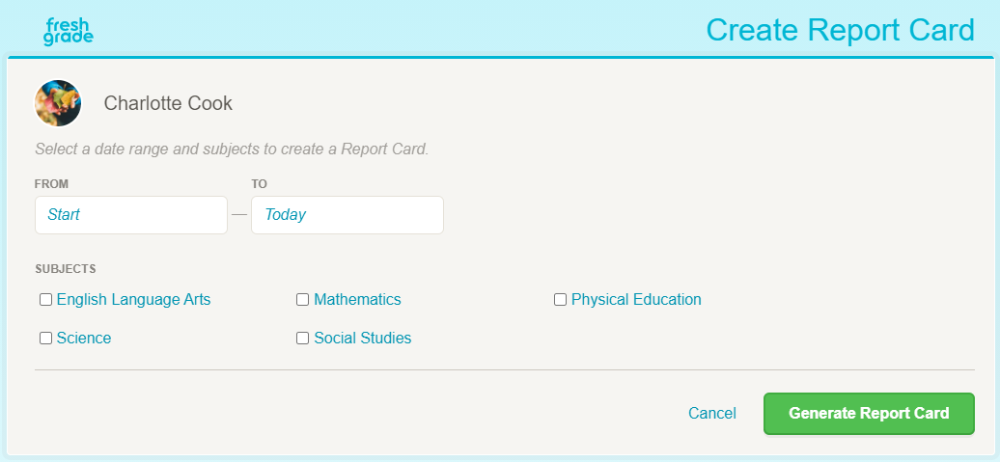 fresh
grade
Create Report Card
Charlotte Cook
Select a date range and subjects to create a Report Card.
FROM TO
Start — Today
SUBJECTS
English Language Arts Mathematics Physical Education
Science Social Studies
Cancel Generate Report Card